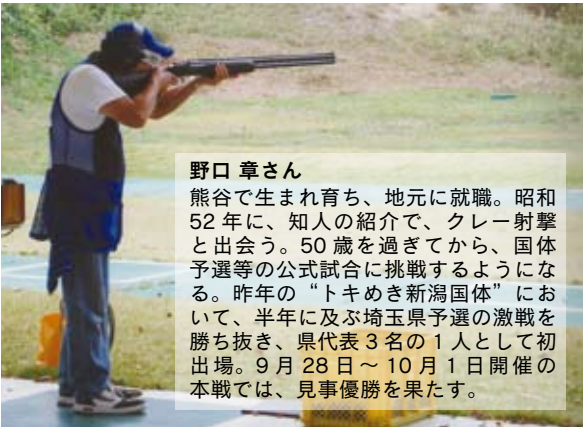 野口 章さん
熊谷で生まれ育ち、地元に就職。昭和
52 年に、知人の紹介で、クレー射撃
と出会う。50 歳を過ぎてから、国体
予選等の公式試合に挑戦するようにな
る。昨年の“トキめき新潟国体”にお
いて、半年に及ぶ埼玉県予選の激戦を
勝ち抜き、県代表 3 名の 1 人として初
出場。9 月 28 日～ 10 月 1 日開催の
本戦では、見事優勝を果たす。